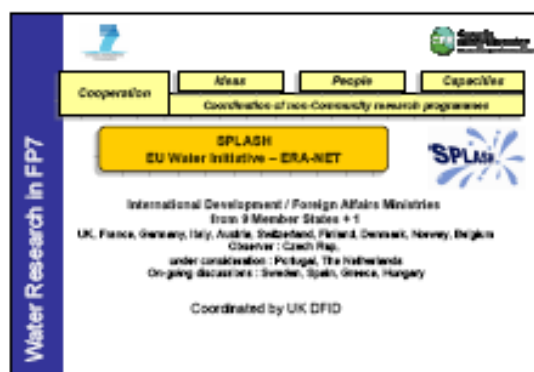 Ideas
People
Capacities
Cooperation
Coordination of non-Community research programmes
SPLASH
EU Water Initiative – ERA-NET
SPLASH
International Development / Foreign Affairs Ministries
from 9 Member States + 1
UK, France, Germany, Italy, Austria, Switzerland, Finland, Denmark, Norway, Belgium
Observer : Czech Rep.
under consideration : Portugal, The Netherlands
On-going discussions : Sweden, Spain, Greece, Hungary
Coordinated by UK DFID
Water Research in FP7